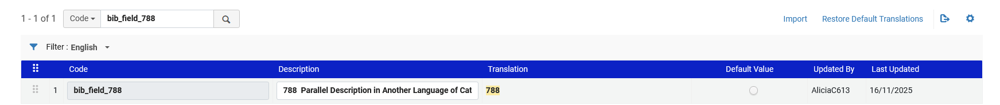 1 - 1 of 1 Code bib_field_788 Import Restore Default Translations
Filter : English
Code Description Translation Default Value Updated By Last Updated
1 bib_field_788 788 Parallel Description in Another Language of Cat 788 AliciaC613 16/11/2025